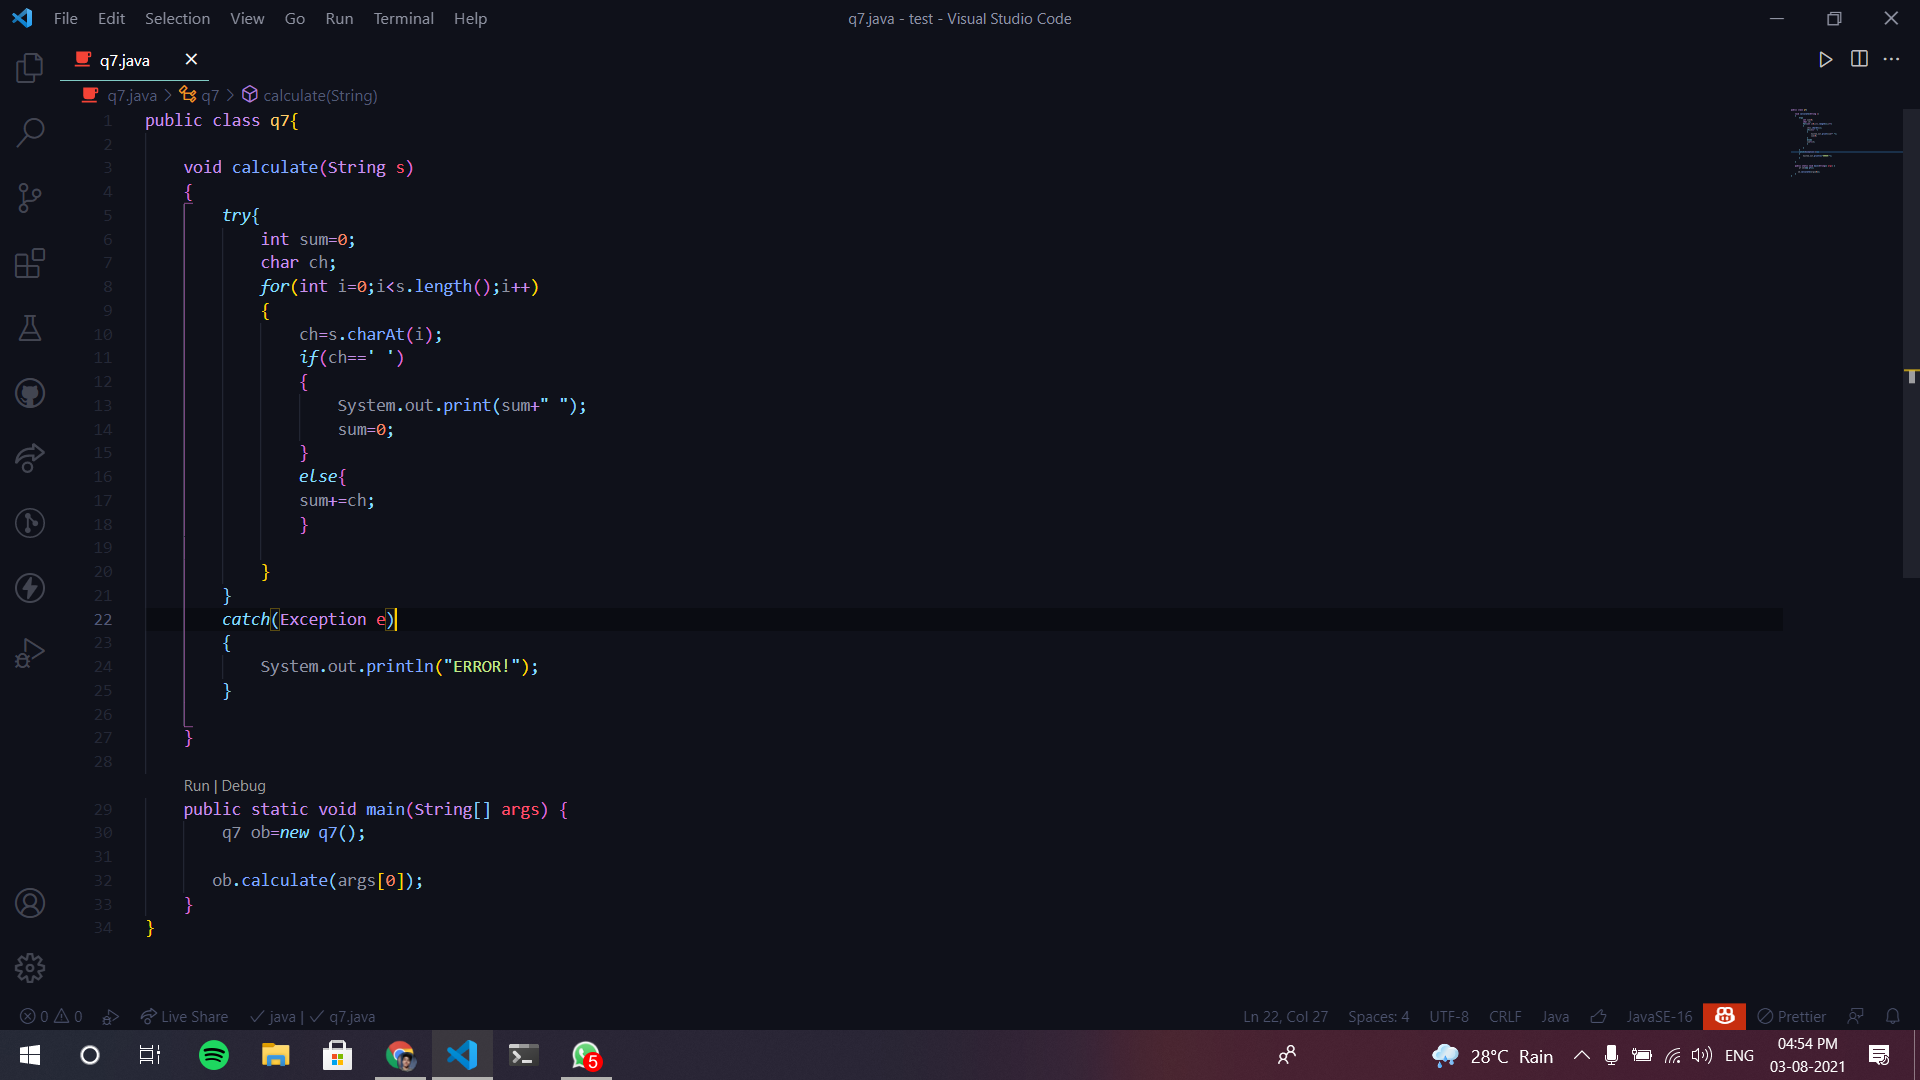 File Edit Selection View Go Run Terminal Help
q7.java - test - Visual Studio Code
q7.java
q7.java > q7 > calculate(String)
1 public class q7{
2
3     void calculate(String s)
4     {
5         try{
6             int sum=0;
7             char ch;
8             for(int i=0;i<s.length();i++)
9             {
10                 ch=s.charAt(i);
11                 if(ch==' ')
12                 {
13                     System.out.print(sum+" ");
14                     sum=0;
15                 }
16                 else{
17                 sum+=ch;
18                 }
19
20             }
21         }
22         catch(Exception e)
23         {
24             System.out.println("ERROR!");
25         }
26
27     }
28
Run | Debug
29     public static void main(String[] args) {
30         q7 ob=new q7();
31
32        ob.calculate(args[0]);
33     }
34 }
0 0 Live Share java | q7.java
Ln 22, Col 27 Spaces: 4 UTF-8 CRLF Java JavaSE-16 Prettier
5
28°C Rain ENG
04:54 PM
03-08-2021